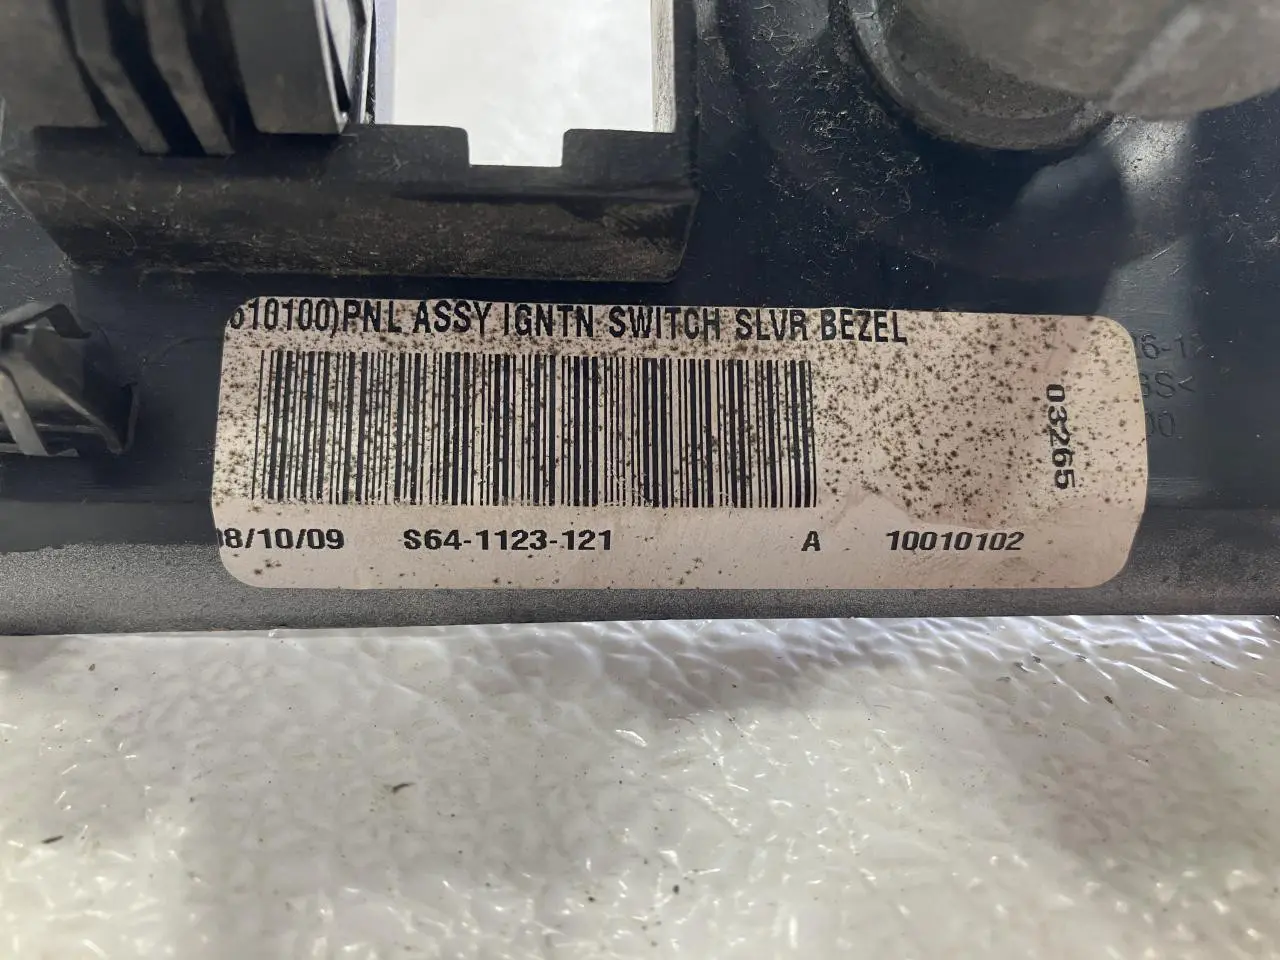 610100)PNL ASSY IGNTN SWITCH SLVR BEZEL
03265
08/10/09 S64-1123-121 A 10010102